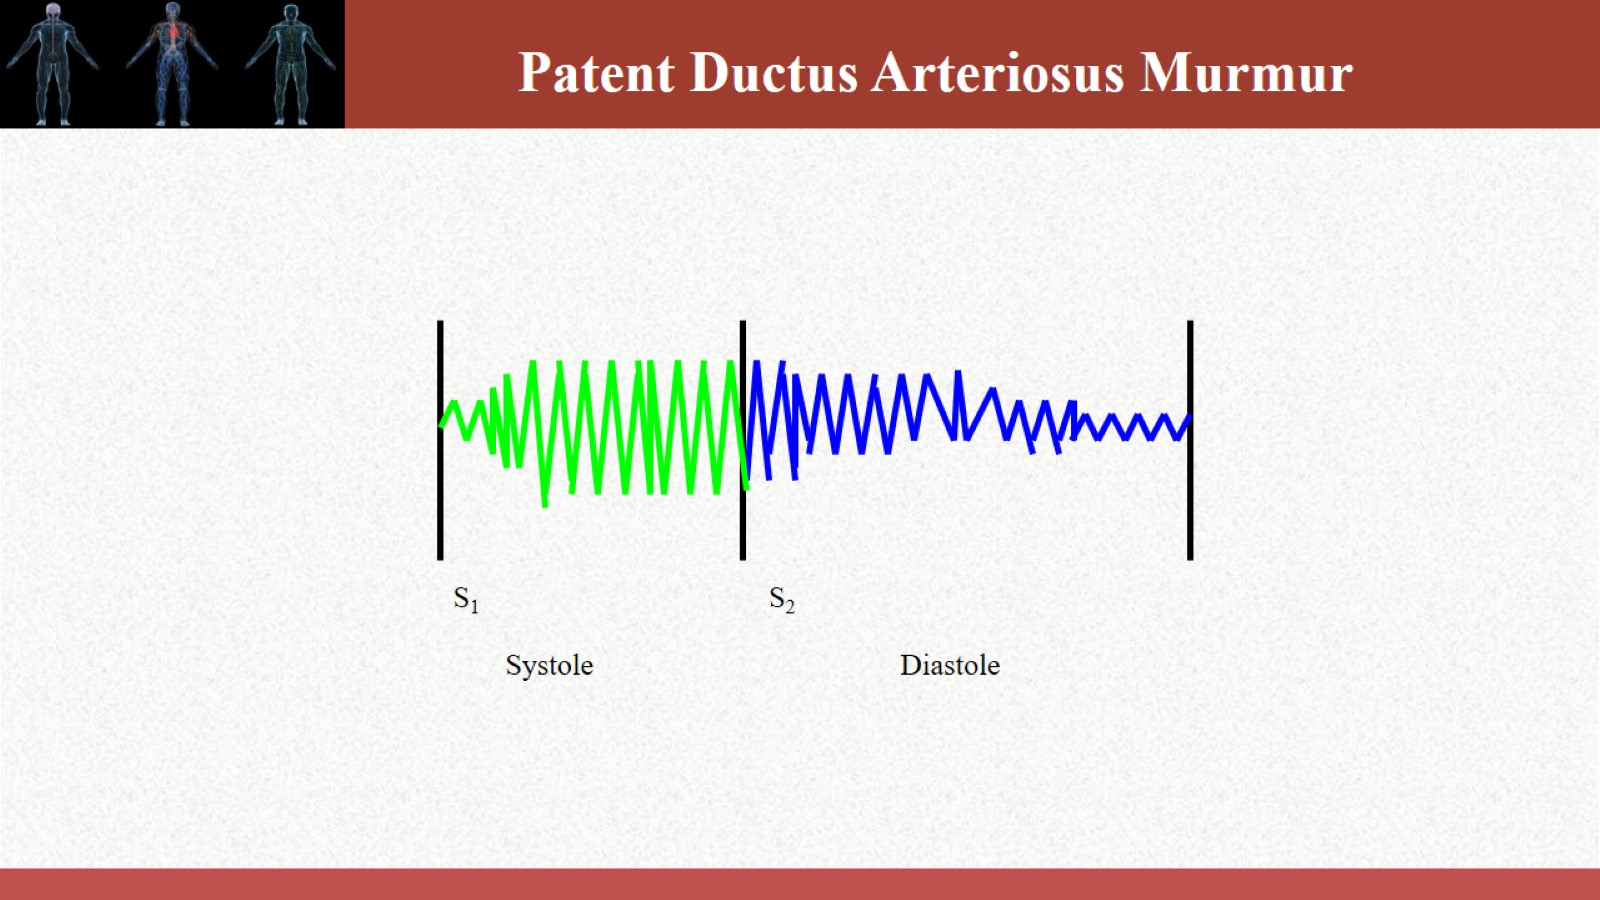 Patent Ductus Arteriosus Murmur
S₁ S₂
Systole Diastole